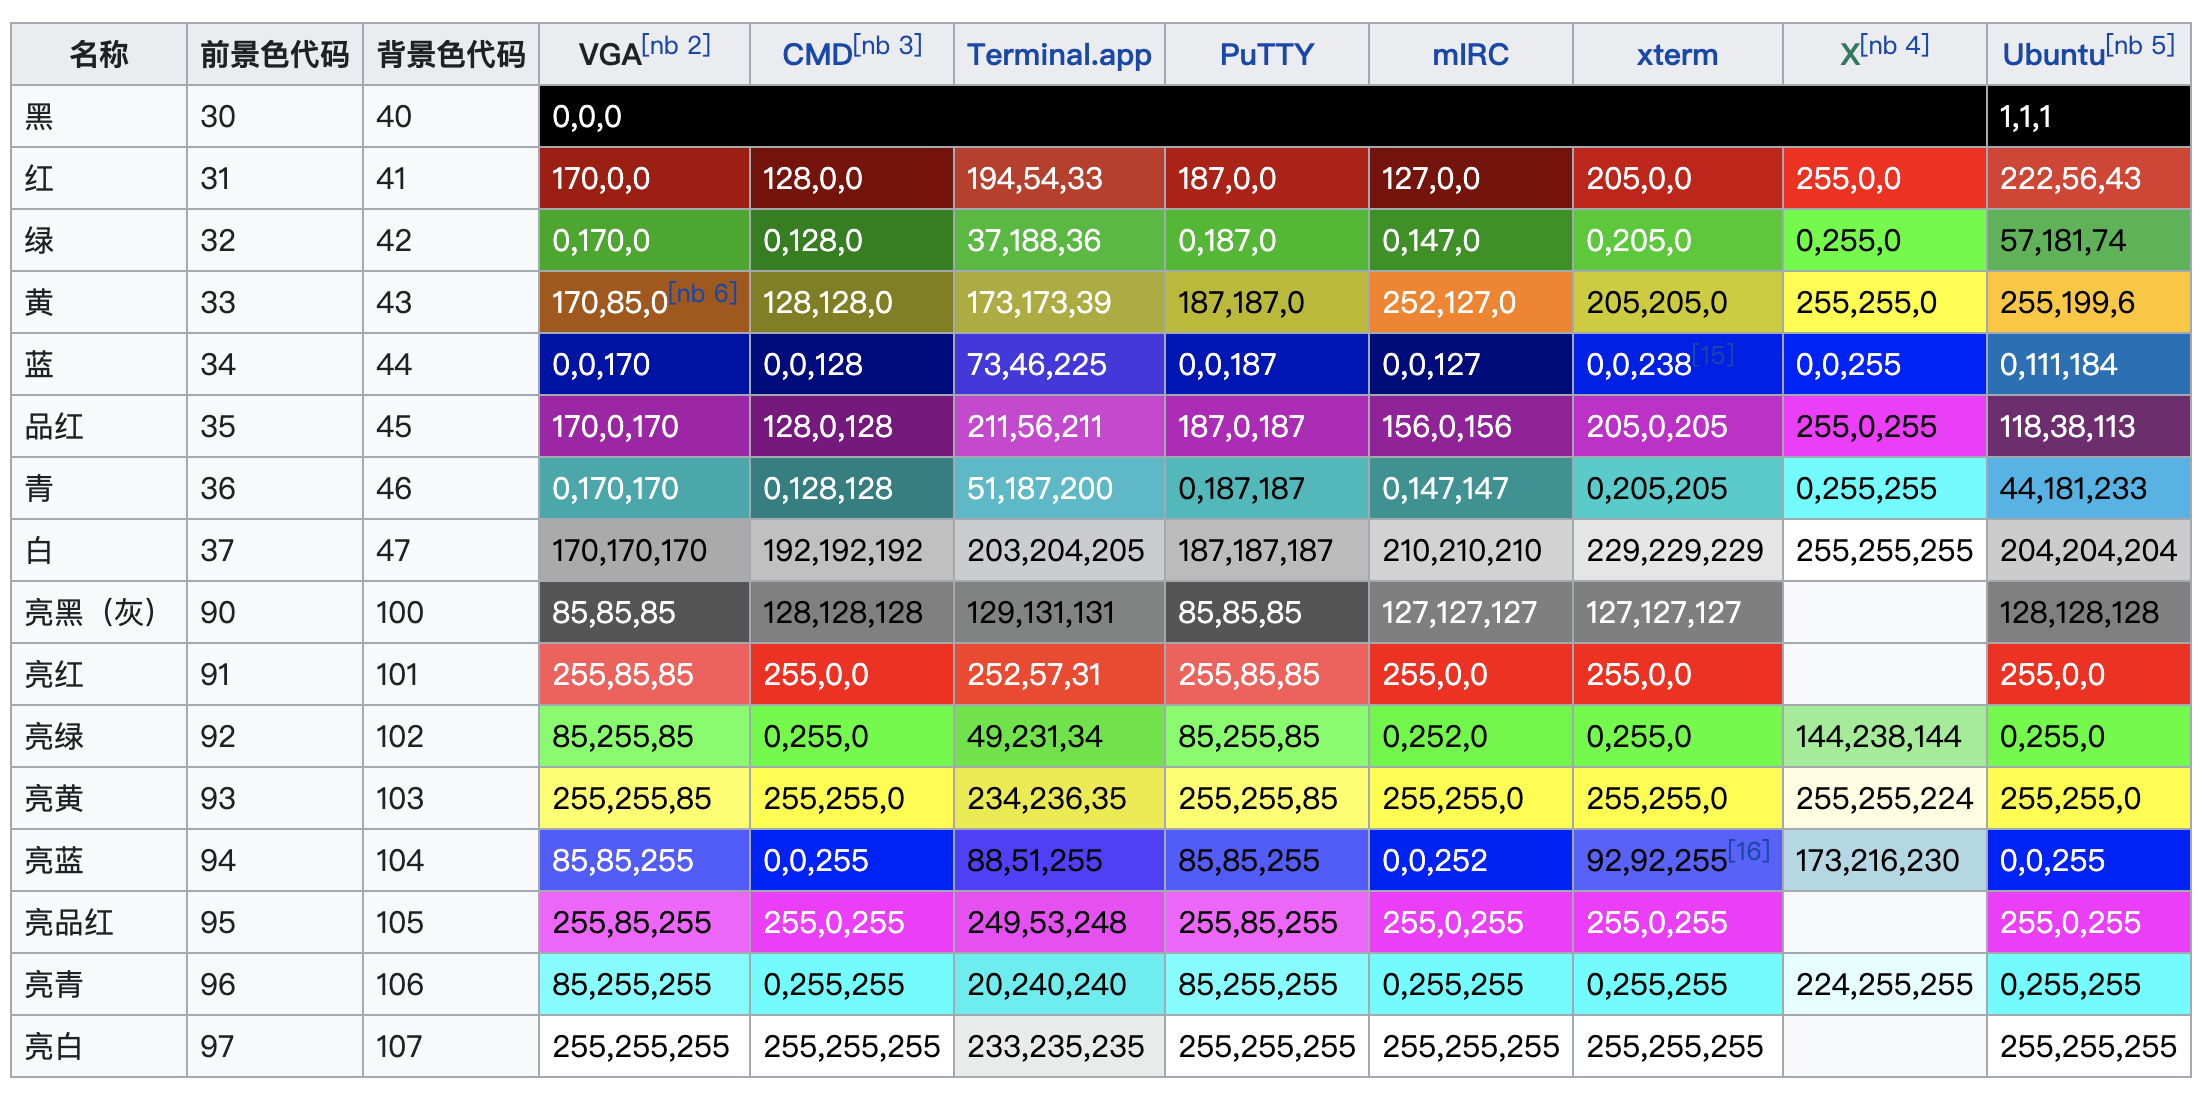 名称 前景色代码 背景色代码 VGA[nb 2] CMD[nb 3] Terminal.app PuTTY mIRC xterm X[nb 4] Ubuntu[nb 5]
黑 30 40 0,0,0 1,1,1
红 31 41 170,0,0 128,0,0 194,54,33 187,0,0 127,0,0 205,0,0 255,0,0 222,56,43
绿 32 42 0,170,0 0,128,0 37,188,36 0,187,0 0,147,0 0,205,0 0,255,0 57,181,74
黄 33 43 170,85,0[nb 6] 128,128,0 173,173,39 187,187,0 252,127,0 205,205,0 255,255,0 255,199,6
蓝 34 44 0,0,170 0,0,128 73,46,225 0,0,187 0,0,127 0,0,238[15] 0,0,255 0,111,184
品红 35 45 170,0,170 128,0,128 211,56,211 187,0,187 156,0,156 205,0,205 255,0,255 118,38,113
青 36 46 0,170,170 0,128,128 51,187,200 0,187,187 0,147,147 0,205,205 0,255,255 44,181,233
白 37 47 170,170,170 192,192,192 203,204,205 187,187,187 210,210,210 229,229,229 255,255,255 204,204,204
亮黑（灰） 90 100 85,85,85 128,128,128 129,131,131 85,85,85 127,127,127 127,127,127 128,128,128
亮红 91 101 255,85,85 255,0,0 252,57,31 255,85,85 255,0,0 255,0,0 255,0,0
亮绿 92 102 85,255,85 0,255,0 49,231,34 85,255,85 0,252,0 0,255,0 144,238,144 0,255,0
亮黄 93 103 255,255,85 255,255,0 234,236,35 255,255,85 255,255,0 255,255,0 255,255,224 255,255,0
亮蓝 94 104 85,85,255 0,0,255 88,51,255 85,85,255 0,0,252 92,92,255[16] 173,216,230 0,0,255
亮品红 95 105 255,85,255 255,0,255 249,53,248 255,85,255 255,0,255 255,0,255 255,0,255
亮青 96 106 85,255,255 0,255,255 20,240,240 85,255,255 0,255,255 0,255,255 224,255,255 0,255,255
亮白 97 107 255,255,255 255,255,255 233,235,235 255,255,255 255,255,255 255,255,255 255,255,255